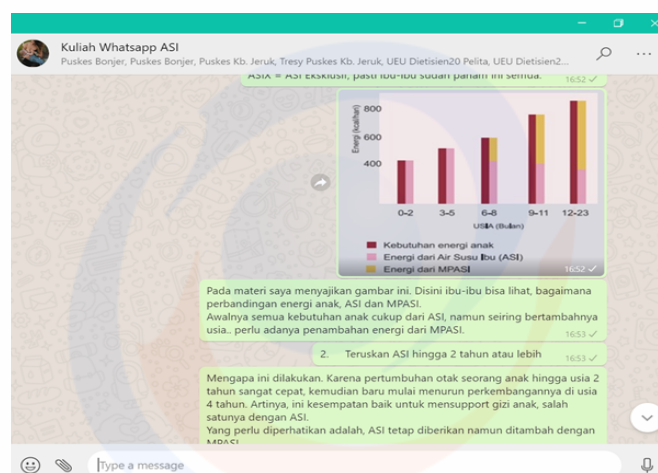 Kuliah Whatsapp ASI
Puskes Bonjer, Puskes Bonjer, Puskes Kb. Jeruk, Tresy Puskes Kb. Jeruk, UEU Dietisien20 Pelita, UEU Dietisien2...
ASIX = ASI Eksklusif, pasti ibu-ibu sudah paham ini semua.
16:52
Energi (kcal/hari)
800
600
400
0-2 3-5 6-8 9-11 12-23
USIA (Bulan)
Kebutuhan energi anak
Energi dari Air Susu Ibu (ASI)
Energi dari MPASI
16:52
Pada materi saya menyajikan gambar ini. Disini ibu-ibu bisa lihat, bagaimana
perbandingan energi anak, ASI dan MPASI.
Awalnya semua kebutuhan anak cukup dari ASI, namun seiring bertambahnya
usia.. perlu adanya penambahan energi dari MPASI.
16:53
2. Teruskan ASI hingga 2 tahun atau lebih
16:53
Mengapa ini dilakukan. Karena pertumbuhan otak seorang anak hingga usia 2
tahun sangat cepat, kemudian baru mulai menurun perkembangannya di usia
4 tahun. Artinya, ini kesempatan baik untuk mensupport gizi anak, salah
satunya dengan ASI.
Yang perlu diperhatikan adalah, ASI tetap diberikan namun ditambah dengan
MPASI
Type a message